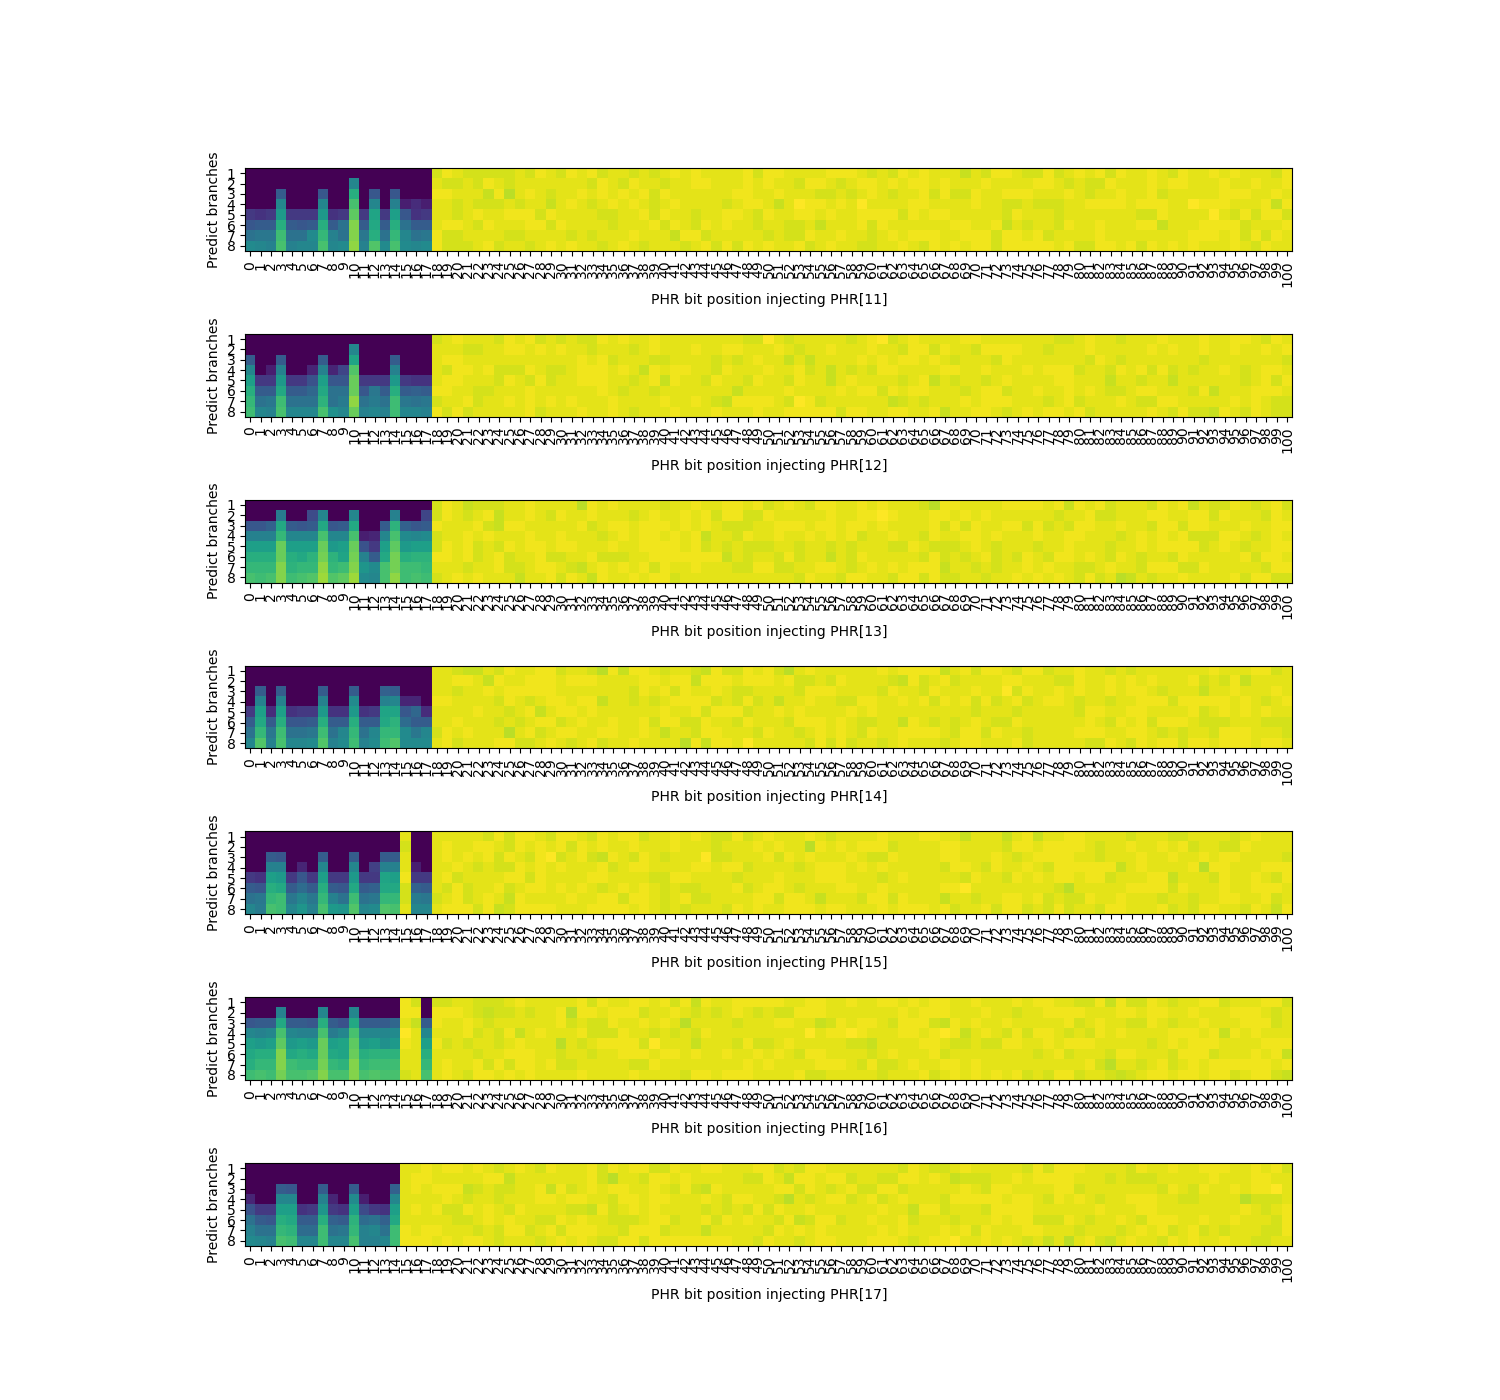 Predict branches
1
2
3
4
5
6
7
8
0 1 2 3 4 5 6 7 8 9 10 11 12 13 14 15 16 17 18 19 20 21 22 23 24 25 26 27 28 29 30 31 32 33 34 35 36 37 38 39 40 41 42 43 44 45 46 47 48 49 50 51 52 53 54 55 56 57 58 59 60 61 62 63 64 65 66 67 68 69 70 71 72 73 74 75 76 77 78 79 80 81 82 83 84 85 86 87 88 89 90 91 92 93 94 95 96 97 98 99 100
PHR bit position injecting PHR[11]
Predict branches
1
2
3
4
5
6
7
8
0 1 2 3 4 5 6 7 8 9 10 11 12 13 14 15 16 17 18 19 20 21 22 23 24 25 26 27 28 29 30 31 32 33 34 35 36 37 38 39 40 41 42 43 44 45 46 47 48 49 50 51 52 53 54 55 56 57 58 59 60 61 62 63 64 65 66 67 68 69 70 71 72 73 74 75 76 77 78 79 80 81 82 83 84 85 86 87 88 89 90 91 92 93 94 95 96 97 98 99 100
PHR bit position injecting PHR[12]
Predict branches
1
2
3
4
5
6
7
8
0 1 2 3 4 5 6 7 8 9 10 11 12 13 14 15 16 17 18 19 20 21 22 23 24 25 26 27 28 29 30 31 32 33 34 35 36 37 38 39 40 41 42 43 44 45 46 47 48 49 50 51 52 53 54 55 56 57 58 59 60 61 62 63 64 65 66 67 68 69 70 71 72 73 74 75 76 77 78 79 80 81 82 83 84 85 86 87 88 89 90 91 92 93 94 95 96 97 98 99 100
PHR bit position injecting PHR[13]
Predict branches
1
2
3
4
5
6
7
8
0 1 2 3 4 5 6 7 8 9 10 11 12 13 14 15 16 17 18 19 20 21 22 23 24 25 26 27 28 29 30 31 32 33 34 35 36 37 38 39 40 41 42 43 44 45 46 47 48 49 50 51 52 53 54 55 56 57 58 59 60 61 62 63 64 65 66 67 68 69 70 71 72 73 74 75 76 77 78 79 80 81 82 83 84 85 86 87 88 89 90 91 92 93 94 95 96 97 98 99 100
PHR bit position injecting PHR[14]
Predict branches
1
2
3
4
5
6
7
8
0 1 2 3 4 5 6 7 8 9 10 11 12 13 14 15 16 17 18 19 20 21 22 23 24 25 26 27 28 29 30 31 32 33 34 35 36 37 38 39 40 41 42 43 44 45 46 47 48 49 50 51 52 53 54 55 56 57 58 59 60 61 62 63 64 65 66 67 68 69 70 71 72 73 74 75 76 77 78 79 80 81 82 83 84 85 86 87 88 89 90 91 92 93 94 95 96 97 98 99 100
PHR bit position injecting PHR[15]
Predict branches
1
2
3
4
5
6
7
8
0 1 2 3 4 5 6 7 8 9 10 11 12 13 14 15 16 17 18 19 20 21 22 23 24 25 26 27 28 29 30 31 32 33 34 35 36 37 38 39 40 41 42 43 44 45 46 47 48 49 50 51 52 53 54 55 56 57 58 59 60 61 62 63 64 65 66 67 68 69 70 71 72 73 74 75 76 77 78 79 80 81 82 83 84 85 86 87 88 89 90 91 92 93 94 95 96 97 98 99 100
PHR bit position injecting PHR[16]
Predict branches
1
2
3
4
5
6
7
8
0 1 2 3 4 5 6 7 8 9 10 11 12 13 14 15 16 17 18 19 20 21 22 23 24 25 26 27 28 29 30 31 32 33 34 35 36 37 38 39 40 41 42 43 44 45 46 47 48 49 50 51 52 53 54 55 56 57 58 59 60 61 62 63 64 65 66 67 68 69 70 71 72 73 74 75 76 77 78 79 80 81 82 83 84 85 86 87 88 89 90 91 92 93 94 95 96 97 98 99 100
PHR bit position injecting PHR[17]